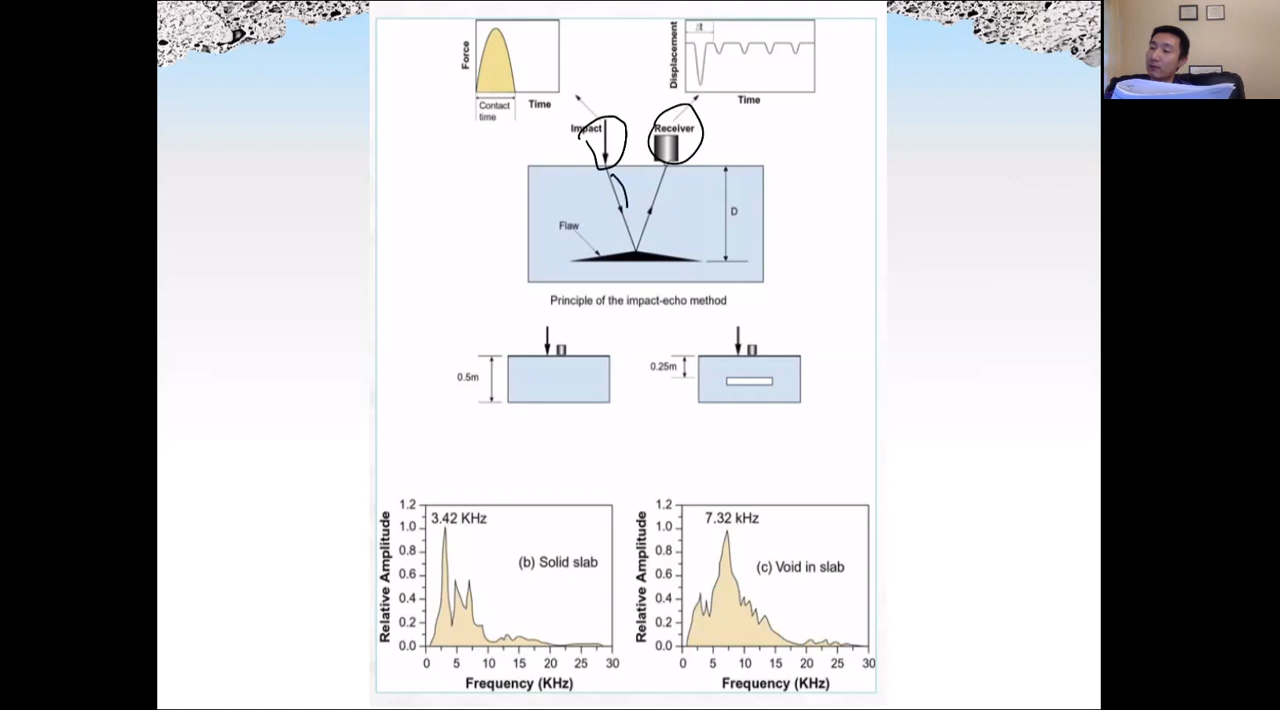 Force
Contact
time
Time
Displacement
Time
Impact
Receiver
D
Flaw
Principle of the impact-echo method
0.5m
0.25m
1.2
1.0
0.8
0.6
0.4
0.2
0.0
Relative Amplitude
3.42 KHz
(b) Solid slab
0 5 10 15 20 25 30
Frequency (KHz)
1.2
1.0
0.8
0.6
0.4
0.2
0.0
Relative Amplitude
7.32 kHz
(c) Void in slab
0 5 10 15 20 25 30
Frequency (KHz)